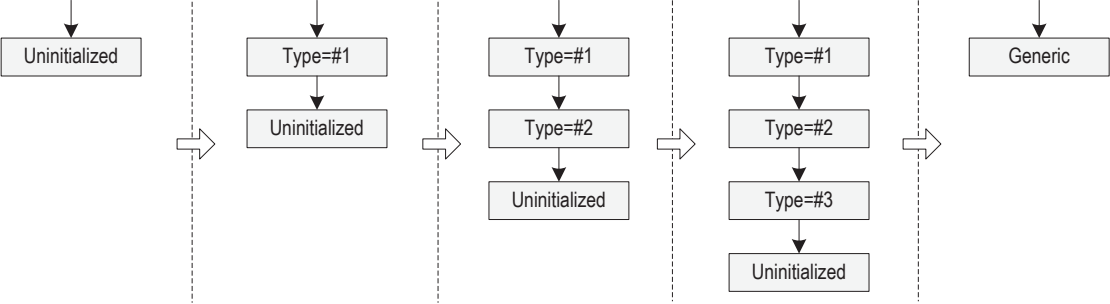 Uninitialized
Type=#1
Uninitialized
Type=#1
Type=#2
Uninitialized
Type=#1
Type=#2
Type=#3
Uninitialized
Generic